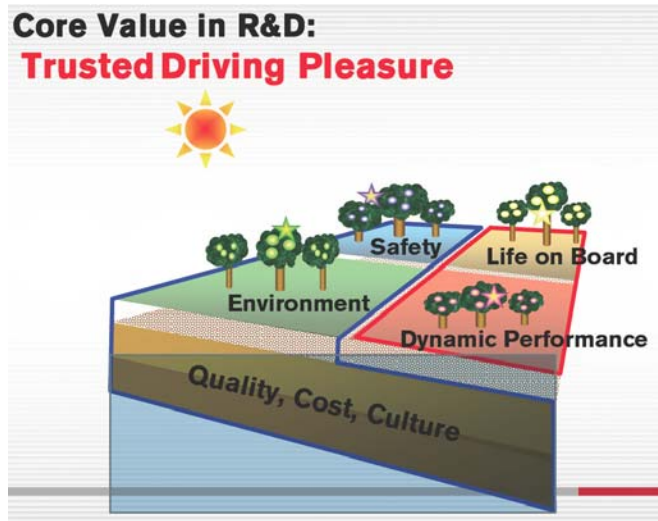 Core Value in R&D:
Trusted Driving Pleasure
Safety
Life on Board
Environment
Dynamic Performance
Quality, Cost, Culture